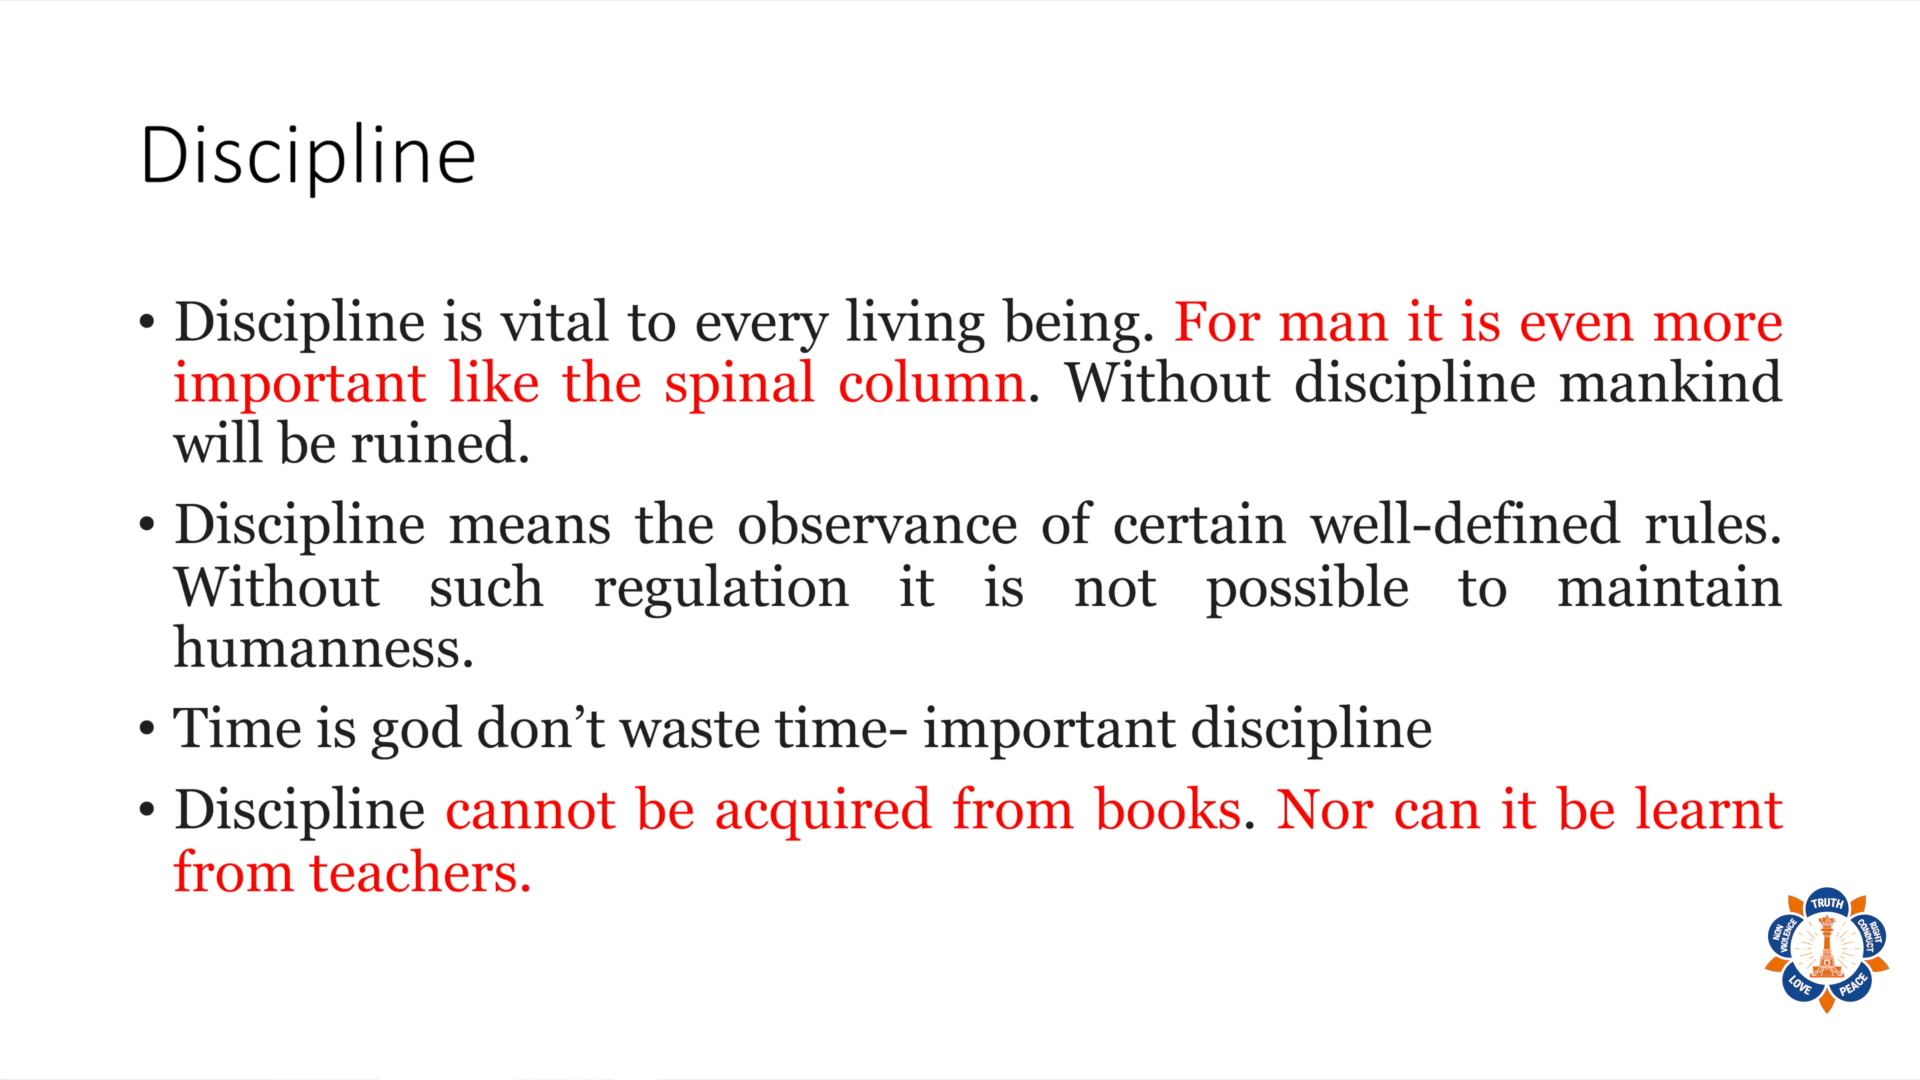 Discipline
• Discipline is vital to every living being. For man it is even more
important like the spinal column. Without discipline mankind
will be ruined.
• Discipline means the observance of certain well-defined rules.
Without such regulation it is not possible to maintain
humanness.
• Time is god don’t waste time- important discipline
• Discipline cannot be acquired from books. Nor can it be learnt
from teachers.
TRUTH
RIGHT
CONDUCT
PEACE
LOVE
NON
VIOLENCE